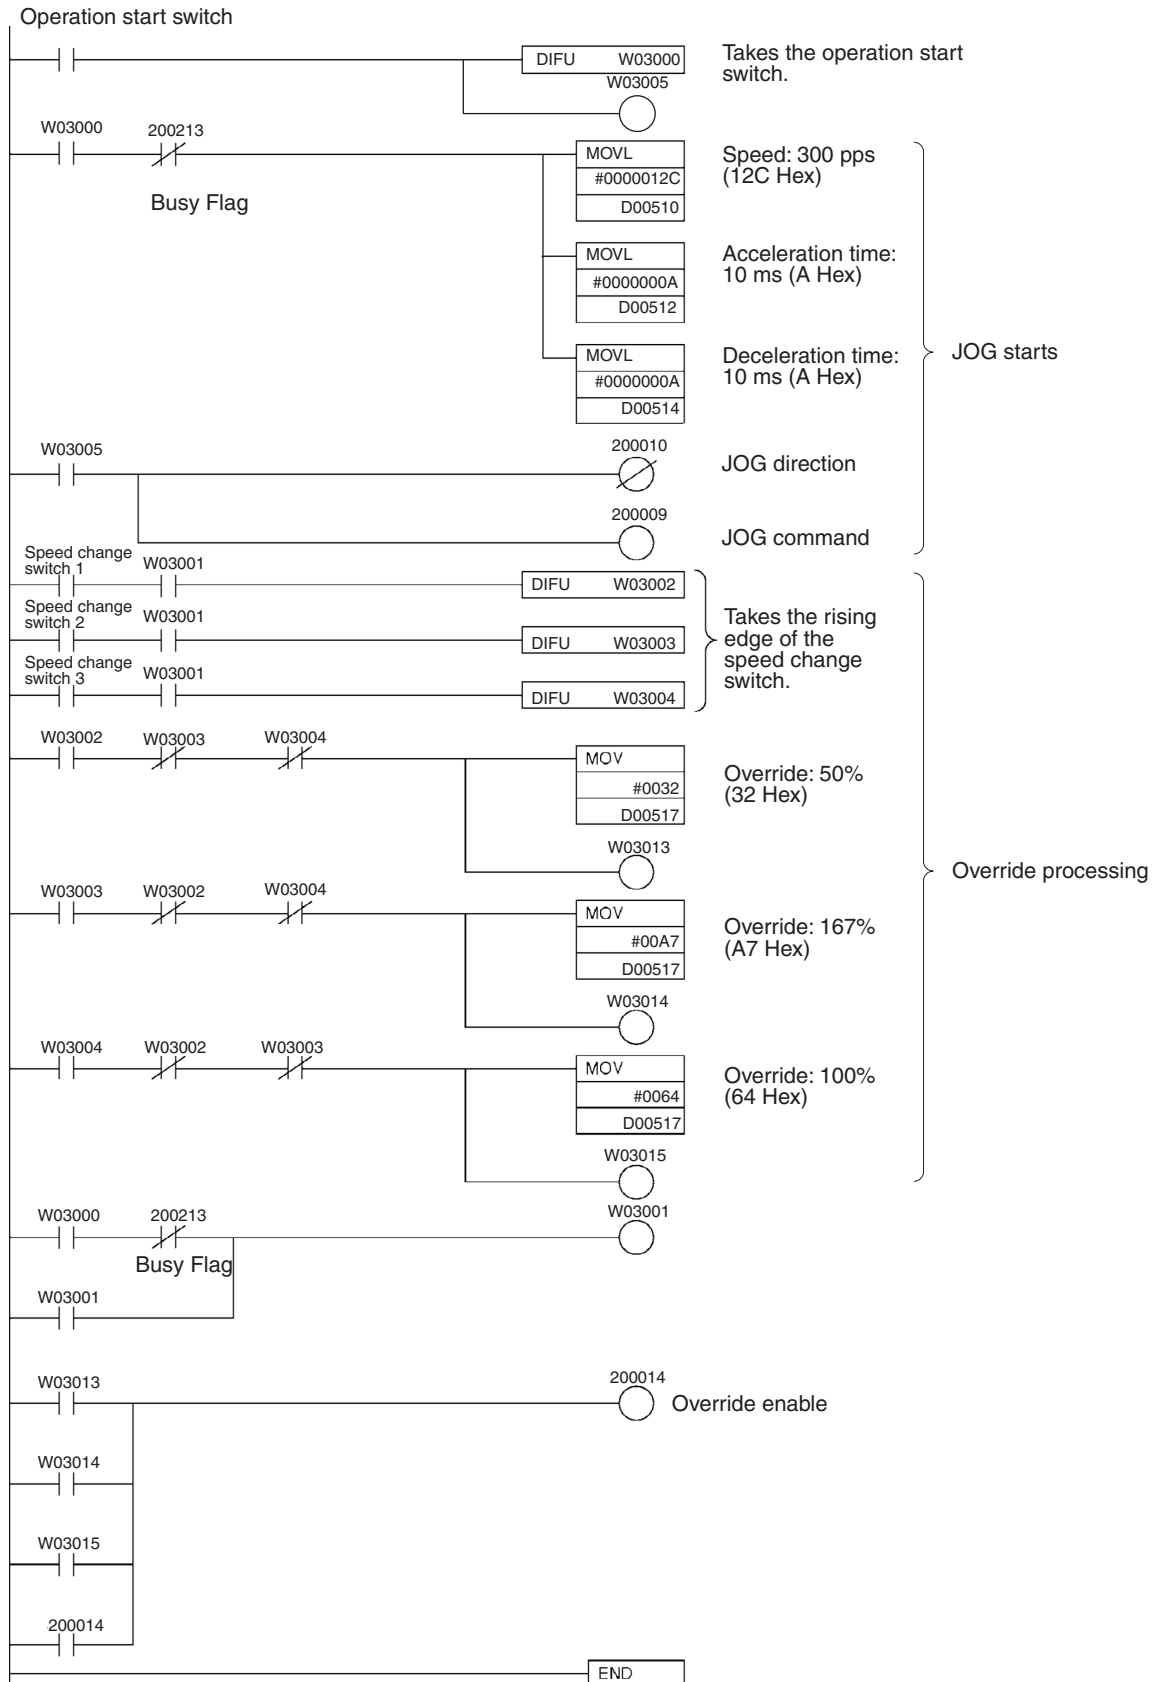 Operation start switch
DIFU W03000
Takes the operation start
switch.
W03005
W03000
200213
Busy Flag
MOVL
#0000012C
D00510
Speed: 300 pps
(12C Hex)
MOVL
#0000000A
D00512
Acceleration time:
10 ms (A Hex)
MOVL
#0000000A
D00514
Deceleration time:
10 ms (A Hex)
JOG starts
W03005
200010
JOG direction
200009
JOG command
Speed change
switch 1
W03001
DIFU W03002
Speed change
switch 2
W03001
DIFU W03003
Speed change
switch 3
W03001
DIFU W03004
Takes the rising
edge of the
speed change
switch.
W03002
W03003
W03004
MOV
#0032
D00517
Override: 50%
(32 Hex)
W03013
Override processing
W03003
W03002
W03004
MOV
#00A7
D00517
Override: 167%
(A7 Hex)
W03014
W03004
W03002
W03003
MOV
#0064
D00517
Override: 100%
(64 Hex)
W03015
W03000
200213
Busy Flag
W03001
W03001
W03013
200014
Override enable
W03014
W03015
200014
END